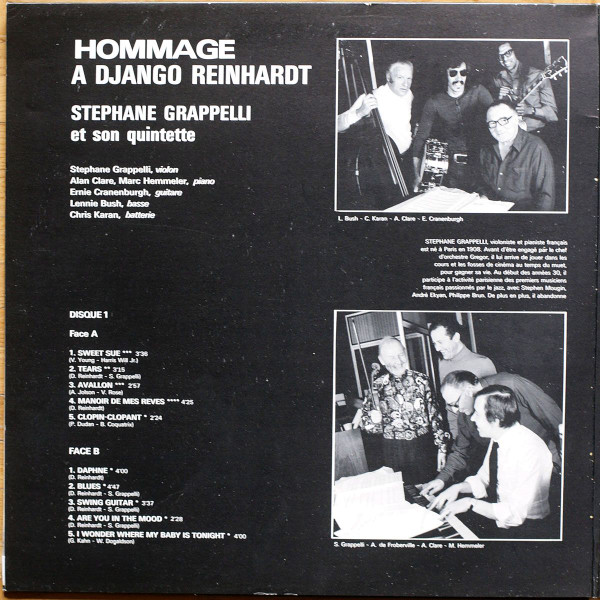 HOMMAGE
A DJANGO REINHARDT
STEPHANE GRAPPELLI
et son quintette
Stephane Grappelli, violon
Alan Clare, Marc Hemmeler, piano
Ernie Cranenburgh, guitare
Lennie Bush, basse
Chris Karan, batterie
L. Bush - C. Karan - A. Clare - E. Cranenburgh
STEPHANE GRAPPELLI, violoniste et pianiste français
est né à Paris en 1908. Avant d'être engagé par le chef
d'orchestre Gregor, il lui arrive de jouer dans les
cours et les fosses de cinéma au temps du muet,
pour gagner sa vie. Au début des années 30, il
participe à l'activité parisienne des premiers musiciens
français passionnés par le jazz, avec Stephen Mougin,
André Ekyan, Philippe Brun. De plus en plus, il abandonne
DISQUE 1
Face A
1. SWEET SUE *** 3'36
(V. Young - Harris Will Jr.)
2. TEARS ** 3'15
(D. Reinhardt - S. Grappelli)
3. AVALLON *** 2'57
(A. Jolson - V. Rose)
4. MANOIR DE MES REVES **** 4'25
(D. Reinhardt)
5. CLOPIN-CLOPANT * 2'24
(P. Dudan - B. Coquatrix)
FACE B
1. DAPHNE * 4'00
(D. Reinhardt)
2. BLUES * 4'47
(D. Reinhardt - S. Grappelli)
3. SWING GUITAR * 3'37
(D. Reinhardt - S. Grappelli)
4. ARE YOU IN THE MOOD * 2'28
(D. Reinhardt - S. Grappelli)
5. I WONDER WHERE MY BABY IS TONIGHT * 4'00
(G. Kahn - W. Dogaldson)
S. Grappelli - A. de Froberville - A. Clare - M. Hemmeler